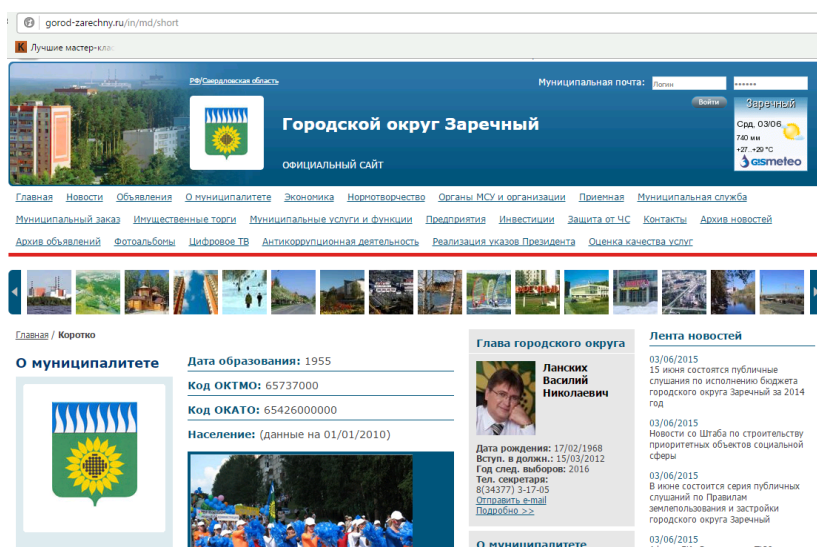 gorod-zarechny.ru/in/md/short
K Лучшие мастер-кла
РФ/Свердловская область
Муниципальная почта:
Логин
••••••
Войти
Городской округ Заречный
ОФИЦИАЛЬНЫЙ САЙТ
Заречный
Срд, 03/06
740 мм
+27..+29 °C
GISmeteo
Главная Новости Объявления О муниципалитете Экономика Нормотворчество Органы МСУ и организации Приемная Муниципальная служба
Муниципальный заказ Имущественные торги Муниципальные услуги и функции Предприятия Инвестиции Защита от ЧС Контакты Архив новостей
Архив объявлений Фотоальбомы Цифровое ТВ Антикоррупционная деятельность Реализация указов Президента Оценка качества услуг
Главная / Коротко
О муниципалитете
Дата образования: 1955
Код ОКТМО: 65737000
Код ОКАТО: 65426000000
Население: (данные на 01/01/2010)
Глава городского округа
Ланских
Василий
Николаевич
Дата рождения: 17/02/1968
Вступ. в должн.: 15/03/2012
Год след. выборов: 2016
Тел. секретаря:
8(34377) 3-17-05
Отправить e-mail
Подробно >>
О муниципалитете
Лента новостей
03/06/2015
15 июня состоятся публичные
слушания по исполнению бюджета
городского округа Заречный за 2014
год
03/06/2015
Новости со Штаба по строительству
приоритетных объектов социальной
сферы
03/06/2015
В июне состоится серия публичных
слушаний по Правилам
землепользования и застройки
городского округа Заречный
03/06/2015